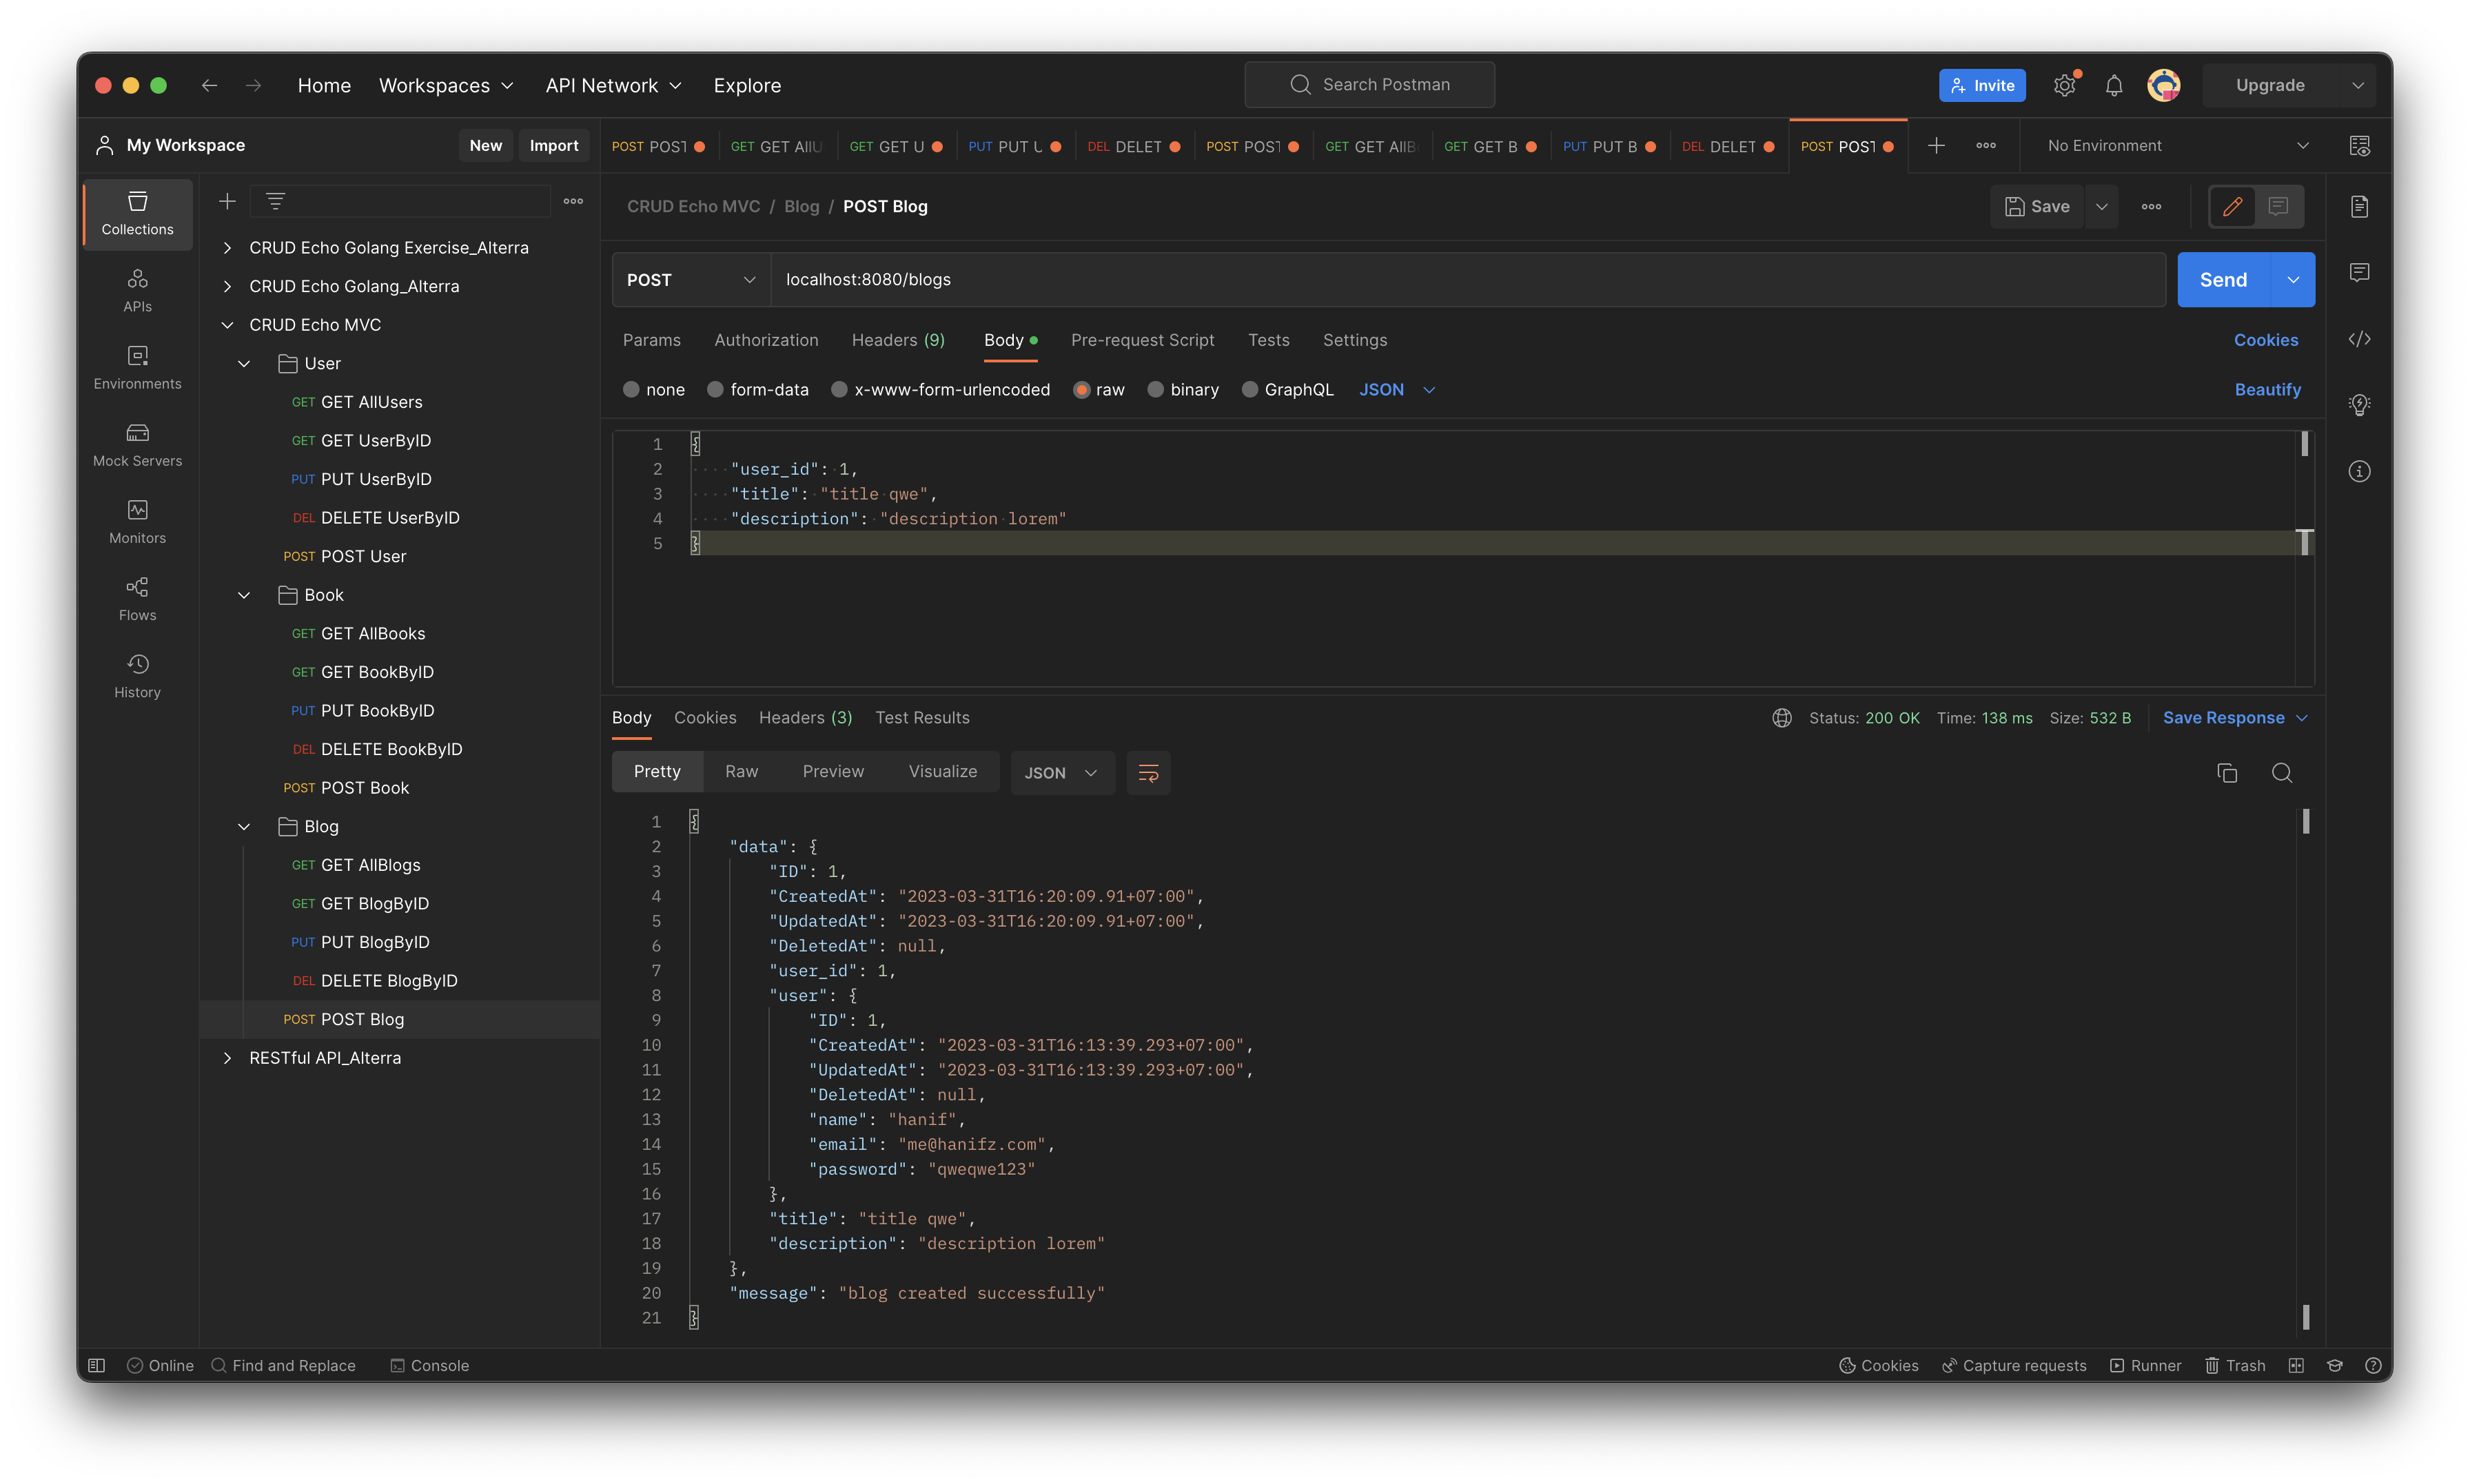 Home Workspaces API Network Explore Search Postman Invite Upgrade
My Workspace New Import
POST POST GET GET AllU GET GET U PUT PUT U DEL DELET POST POST GET GET AllB GET GET B PUT PUT B DEL DELET POST POST No Environment
Collections
APIs
Environments
Mock Servers
Monitors
Flows
History
CRUD Echo Golang Exercise_Alterra
CRUD Echo Golang_Alterra
CRUD Echo MVC
User
GET GET AllUsers
GET GET UserByID
PUT PUT UserByID
DEL DELETE UserByID
POST POST User
Book
GET GET AllBooks
GET GET BookByID
PUT PUT BookByID
DEL DELETE BookByID
POST POST Book
Blog
GET GET AllBlogs
GET GET BlogByID
PUT PUT BlogByID
DEL DELETE BlogByID
POST POST Blog
RESTful API_Alterra
CRUD Echo MVC / Blog / POST Blog Save
POST localhost:8080/blogs Send
Params Authorization Headers (9) Body Pre-request Script Tests Settings Cookies
none form-data x-www-form-urlencoded raw binary GraphQL JSON Beautify
1 {
2 "user_id": 1,
3 "title": "title qwe",
4 "description": "description lorem"
5 }
Body Cookies Headers (3) Test Results Status: 200 OK Time: 138 ms Size: 532 B Save Response
Pretty Raw Preview Visualize JSON
1 {
2 "data": {
3 "ID": 1,
4 "CreatedAt": "2023-03-31T16:20:09.91+07:00",
5 "UpdatedAt": "2023-03-31T16:20:09.91+07:00",
6 "DeletedAt": null,
7 "user_id": 1,
8 "user": {
9 "ID": 1,
10 "CreatedAt": "2023-03-31T16:13:39.293+07:00",
11 "UpdatedAt": "2023-03-31T16:13:39.293+07:00",
12 "DeletedAt": null,
13 "name": "hanif",
14 "email": "me@hanifz.com",
15 "password": "qweqwe123"
16 },
17 "title": "title qwe",
18 "description": "description lorem"
19 },
20 "message": "blog created successfully"
21 }
Online Find and Replace Console Cookies Capture requests Runner Trash